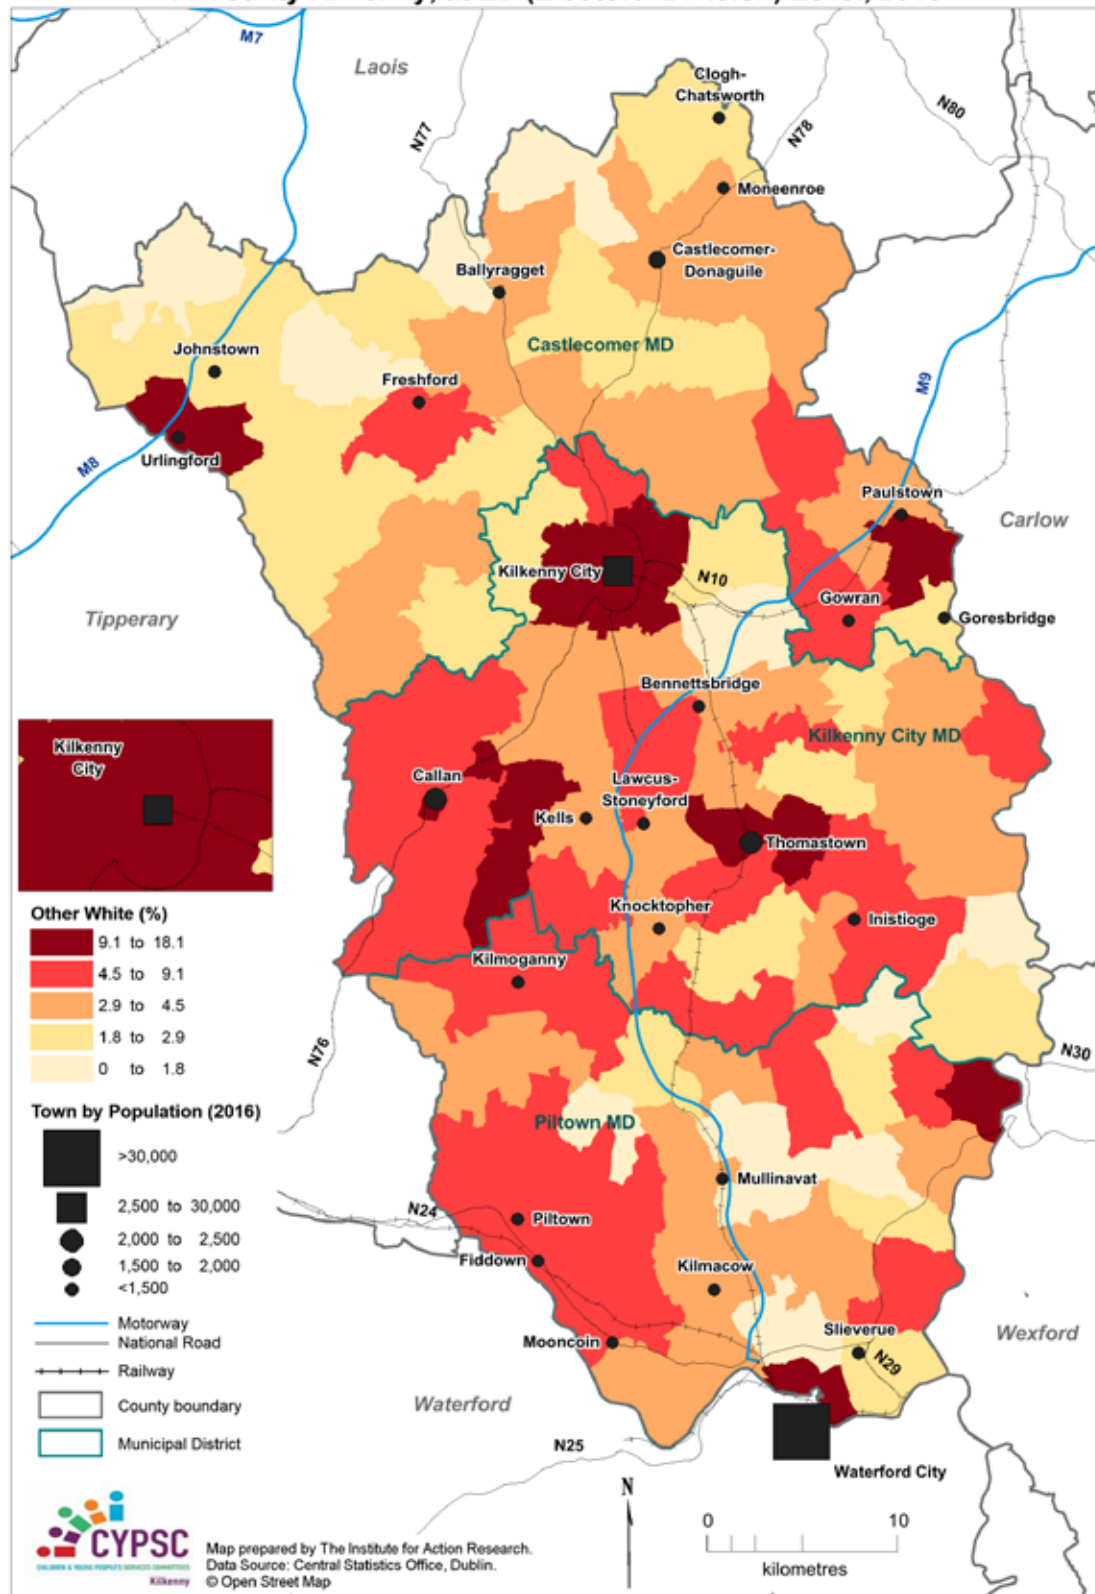 M7
Laois
Clogh-
Chatsworth
N80
N77
N78
Moneenroe
Castlecomer-
Donaguile
Ballyragget
Johnstown
Castlecomer MD
Freshford
M9
Urlingford
M8
Paulstown
Carlow
Kilkenny City
N10
Gowran
Goresbridge
Tipperary
Bennettsbridge
Kilkenny City MD
Kilkenny
City
Callan
Lawcus-
Stoneyford
Kells
Thomastown
Knocktopher
Inistioge
Kilmoganny
Other White (%)
9.1 to 18.1
4.5 to 9.1
2.9 to 4.5
1.8 to 2.9
0 to 1.8
N76
N30
Town by Population (2016)
>30,000
2,500 to 30,000
2,000 to 2,500
1,500 to 2,000
<1,500
Piltown MD
Mullinavat
N24
Piltown
Fiddown
Kilmacow
Mooncoin
Slieverue
N29
Wexford
Motorway
National Road
Railway
County boundary
Municipal District
Waterford
N25
Waterford City
N
0 10
kilometres
CYPSC
CHILDREN & YOUNG PEOPLE'S SERVICES COMMITTEES
Kilkenny
Map prepared by The Institute for Action Research.
Data Source: Central Statistics Office, Dublin.
© Open Street Map